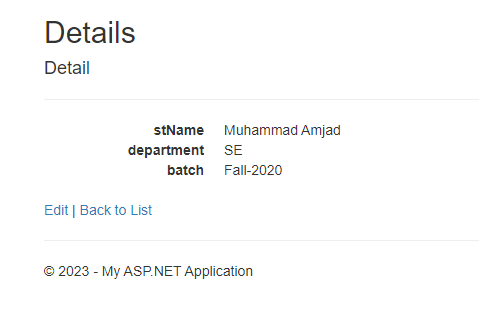 Details
Detail
stName Muhammad Amjad
department SE
batch Fall-2020
Edit | Back to List
© 2023 - My ASP.NET Application